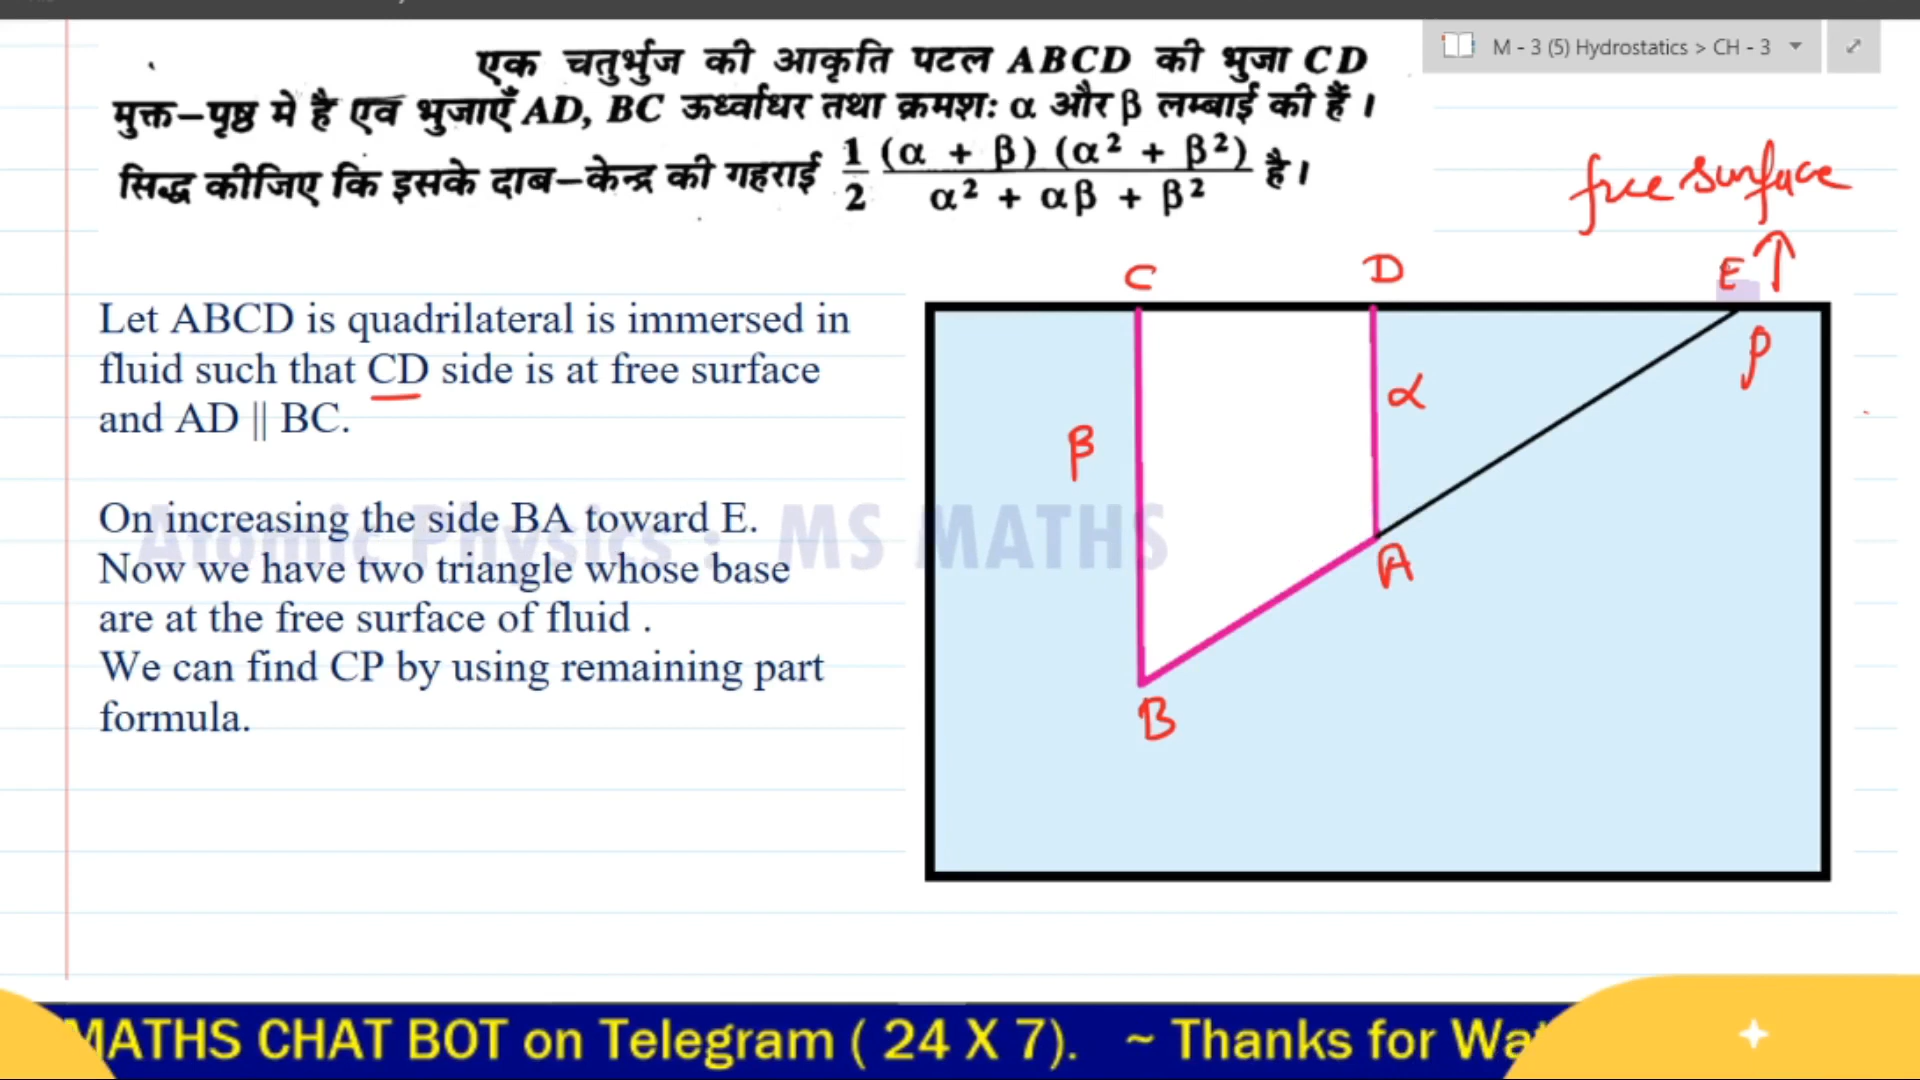 एक चतुर्भुज की आकृति पटल ABCD की भुजा CD
मुक्त-पृष्ठ मे है एवं भुजाएँ AD, BC ऊर्ध्वाधर तथा क्रमश: α और β लम्बाई की हैं ।
सिद्ध कीजिए कि इसके दाब-केन्द्र की गहराई 1/2 (α + β) (α² + β²)/α² + αβ + β² है।
M - 3 (5) Hydrostatics > CH - 3
free surface
C D E
P
α
β
A
B
Let ABCD is quadrilateral is immersed in
fluid such that CD side is at free surface
and AD || BC.
On increasing the side BA toward E.
Now we have two triangle whose base
are at the free surface of fluid .
We can find CP by using remaining part
formula.
Atomic Physics : MS MATHS
MATHS CHAT BOT on Telegram ( 24 X 7). ~ Thanks for